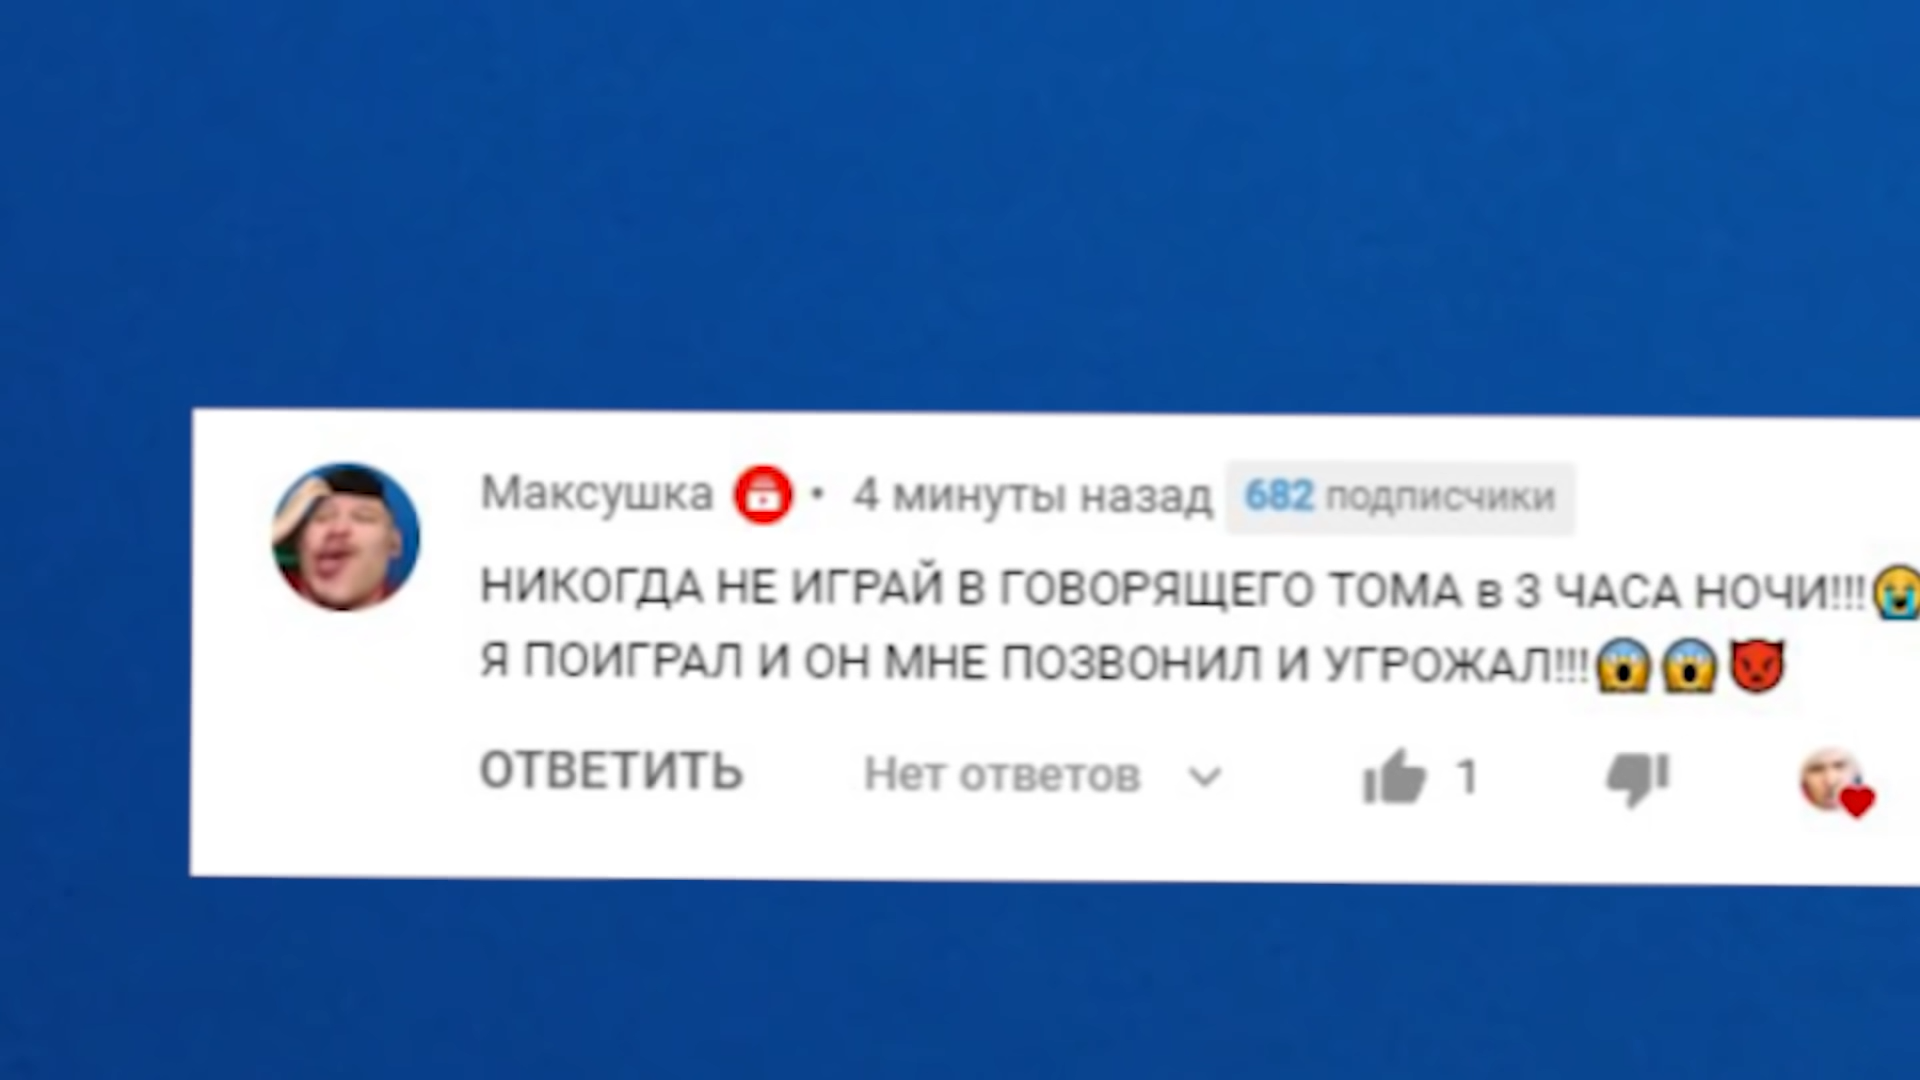 Максушка • 4 минуты назад 682 подписчики
НИКОГДА НЕ ИГРАЙ В ГОВОРЯЩЕГО ТОМА в 3 ЧАСА НОЧИ!!!😭
Я ПОИГРАЛ И ОН МНЕ ПОЗВОНИЛ И УГРОЖАЛ!!!😱😱👿
ОТВЕТИТЬ Нет ответов 1